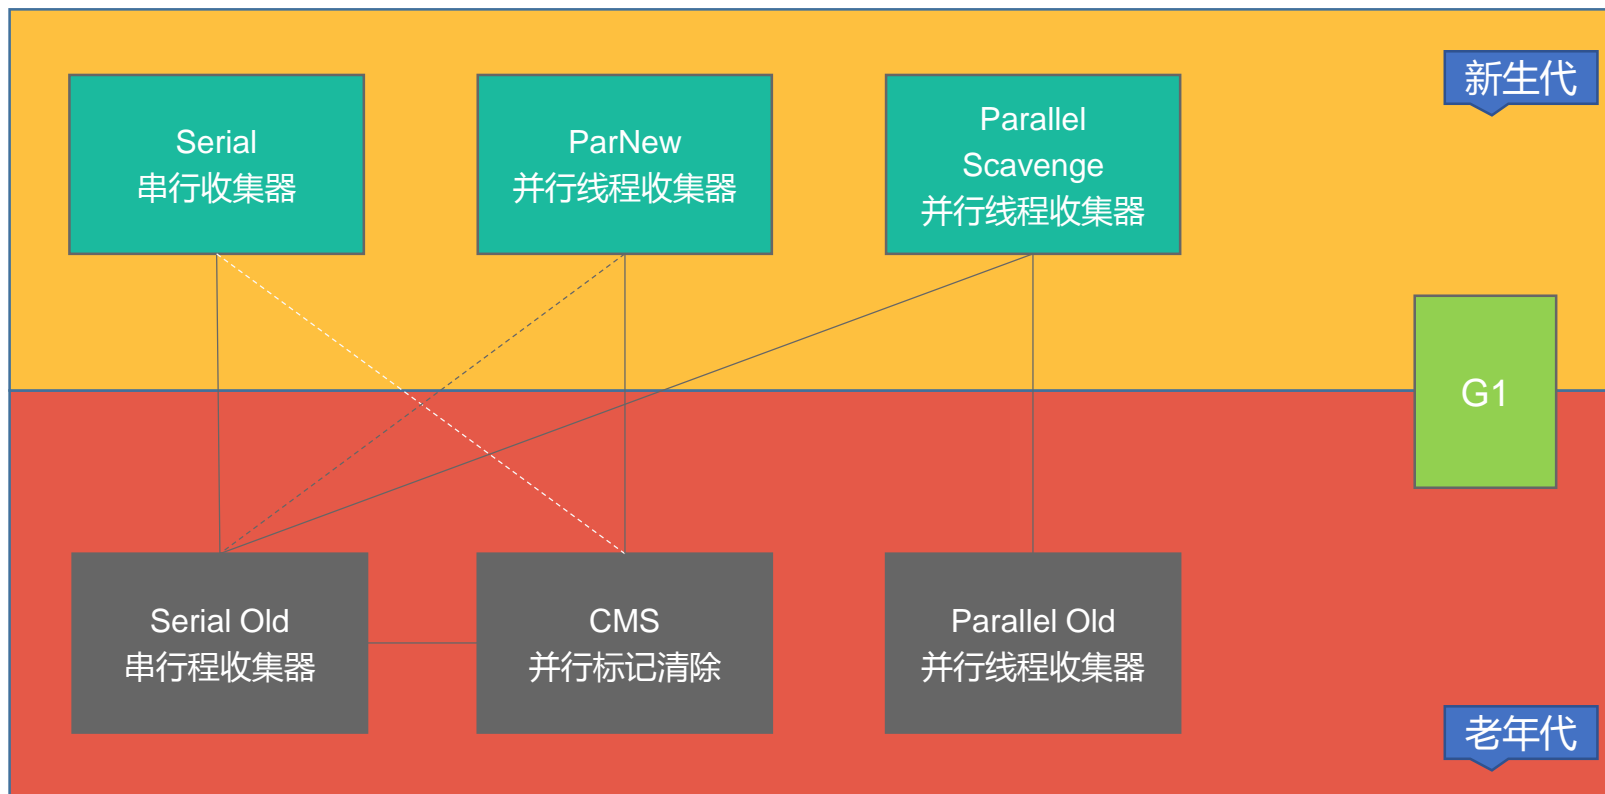 新生代
Serial
串行收集器
ParNew
并行线程收集器
Parallel
Scavenge
并行线程收集器
G1
Serial Old
串行程收集器
CMS
并行标记清除
Parallel Old
并行线程收集器
老年代